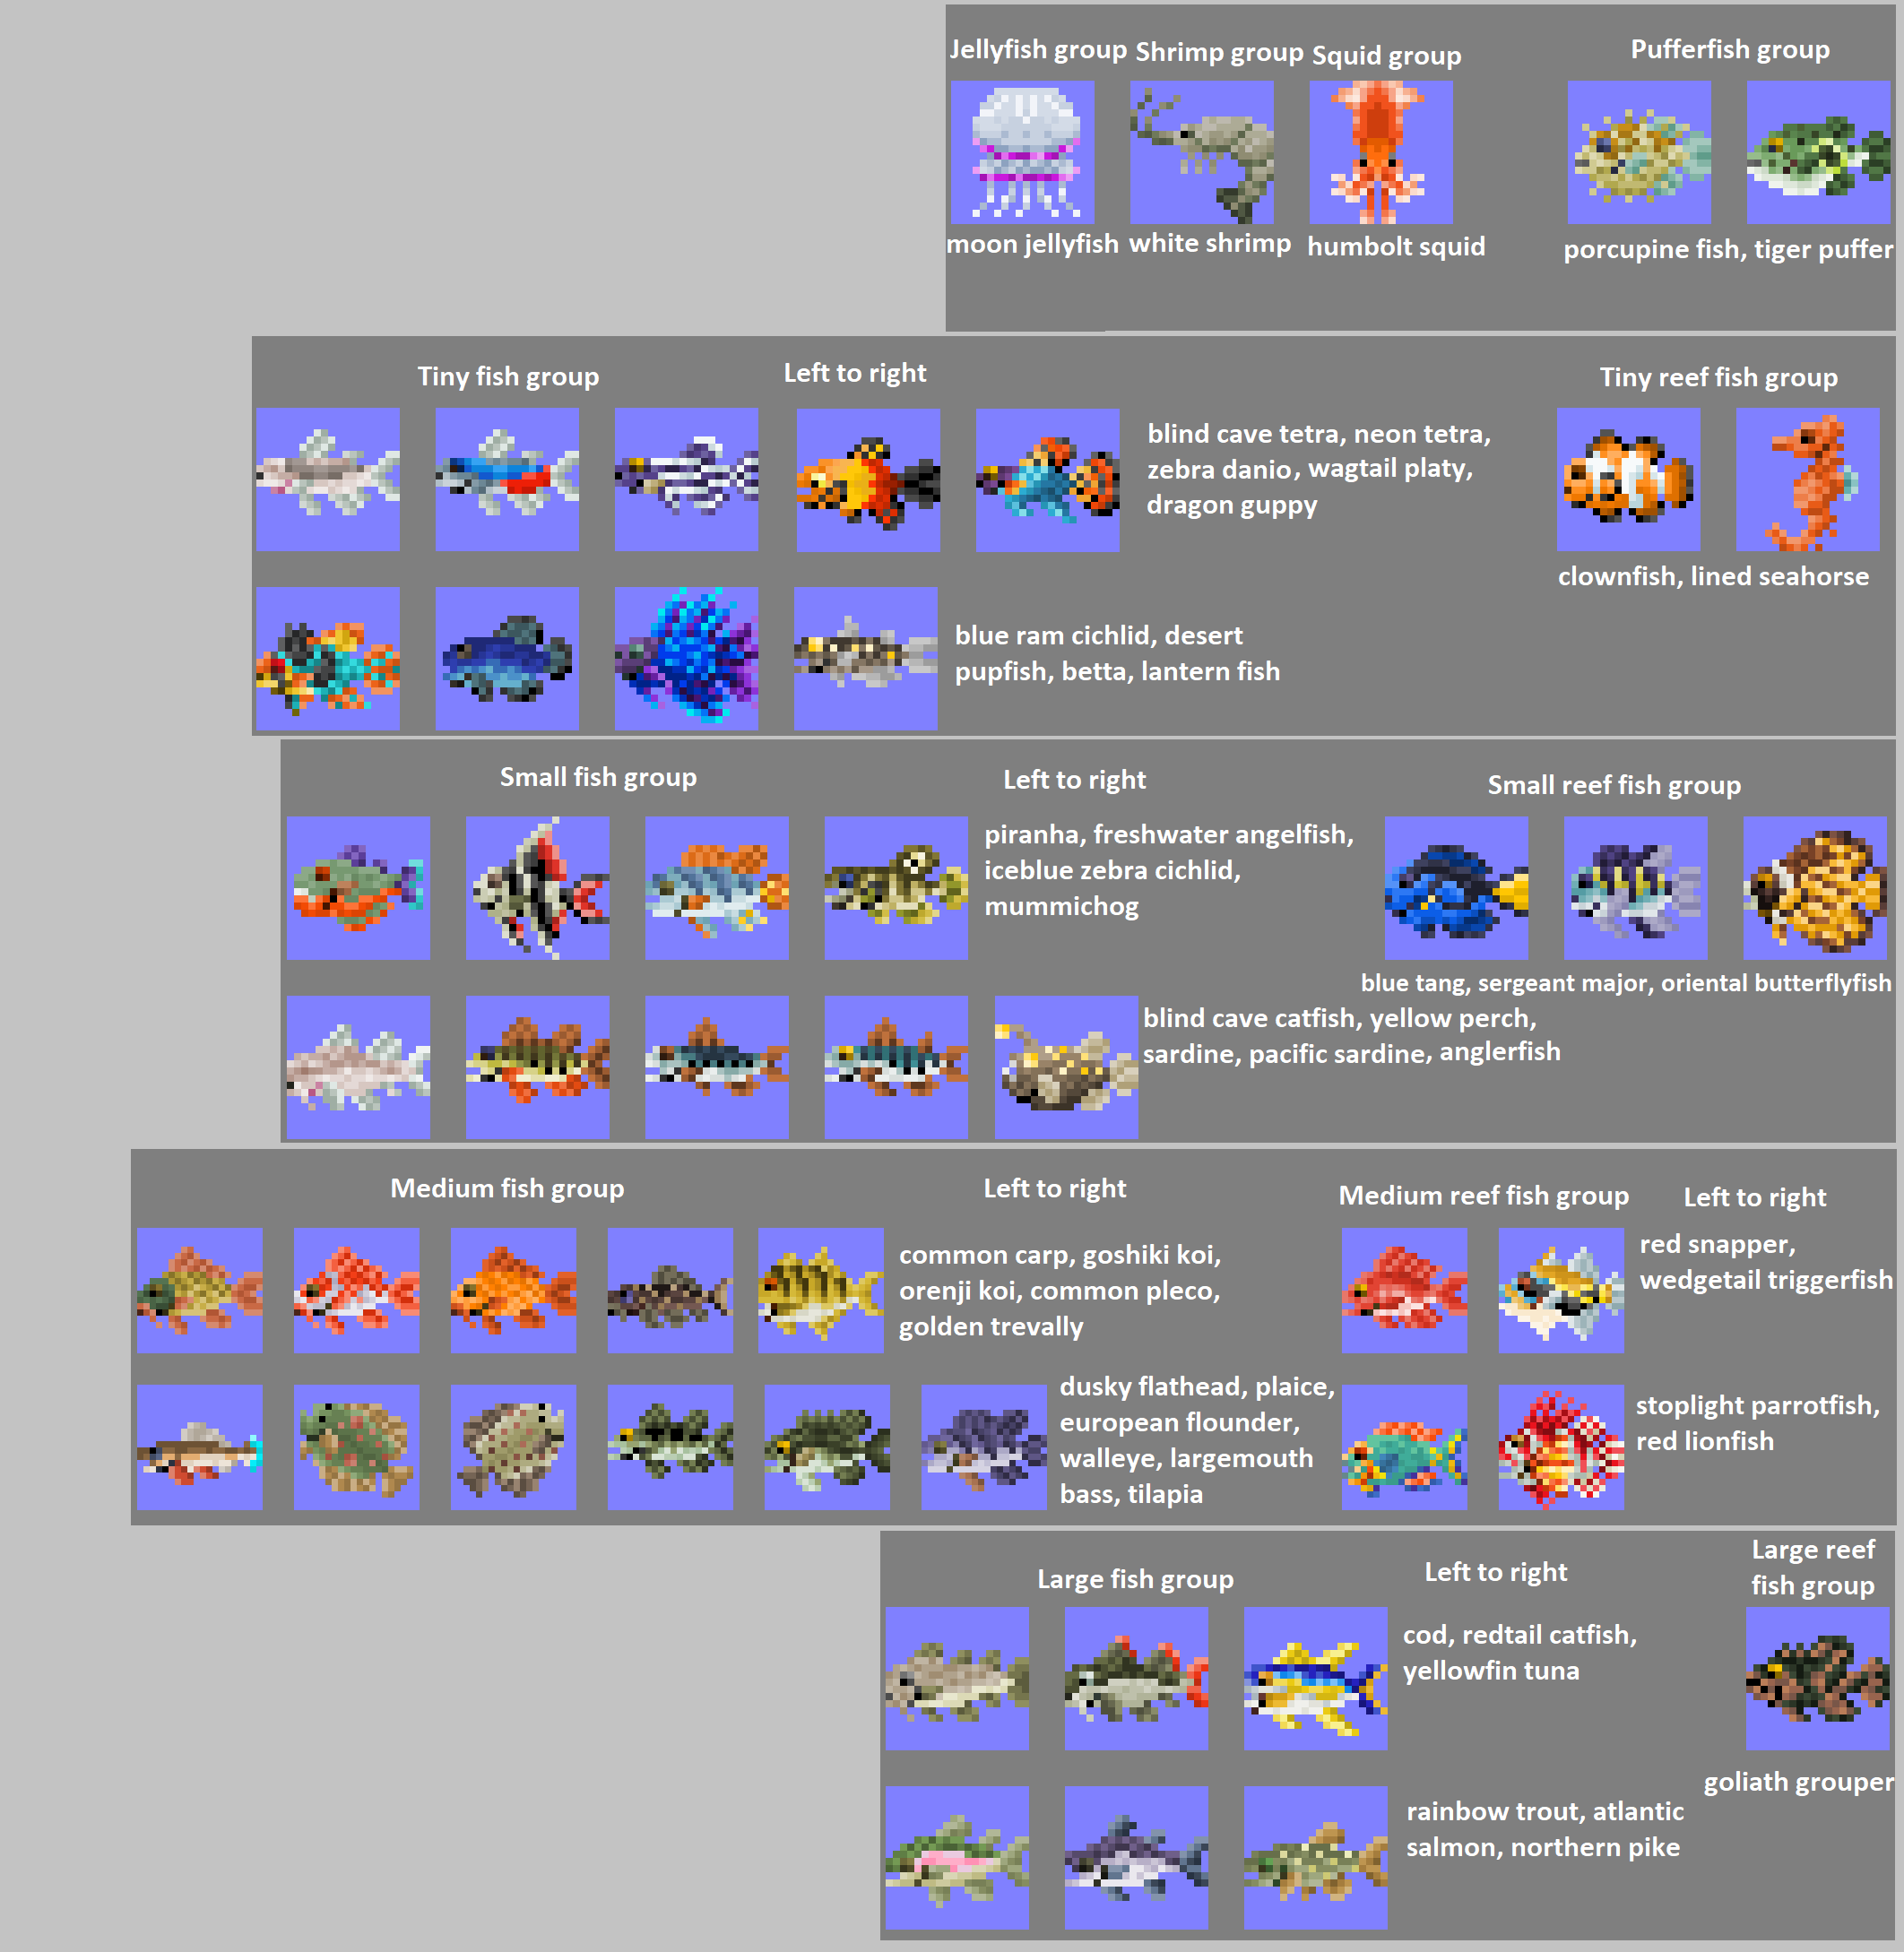 Jellyfish group
Shrimp group
Squid group
Pufferfish group
moon jellyfish
white shrimp
humbolt squid
porcupine fish, tiger puffer
Tiny fish group
Left to right
Tiny reef fish group
blind cave tetra, neon tetra,
zebra danio, wagtail platy,
dragon guppy
clownfish, lined seahorse
blue ram cichlid, desert
pupfish, betta, lantern fish
Small fish group
Left to right
Small reef fish group
piranha, freshwater angelfish,
iceblue zebra cichlid,
mummichog
blue tang, sergeant major, oriental butterflyfish
blind cave catfish, yellow perch,
sardine, pacific sardine, anglerfish
Medium fish group
Left to right
Medium reef fish group
Left to right
common carp, goshiki koi,
orenji koi, common pleco,
golden trevally
red snapper,
wedgetail triggerfish
dusky flathead, plaice,
european flounder,
walleye, largemouth
bass, tilapia
stoplight parrotfish,
red lionfish
Large fish group
Left to right
Large reef
fish group
cod, redtail catfish,
yellowfin tuna
goliath grouper
rainbow trout, atlantic
salmon, northern pike